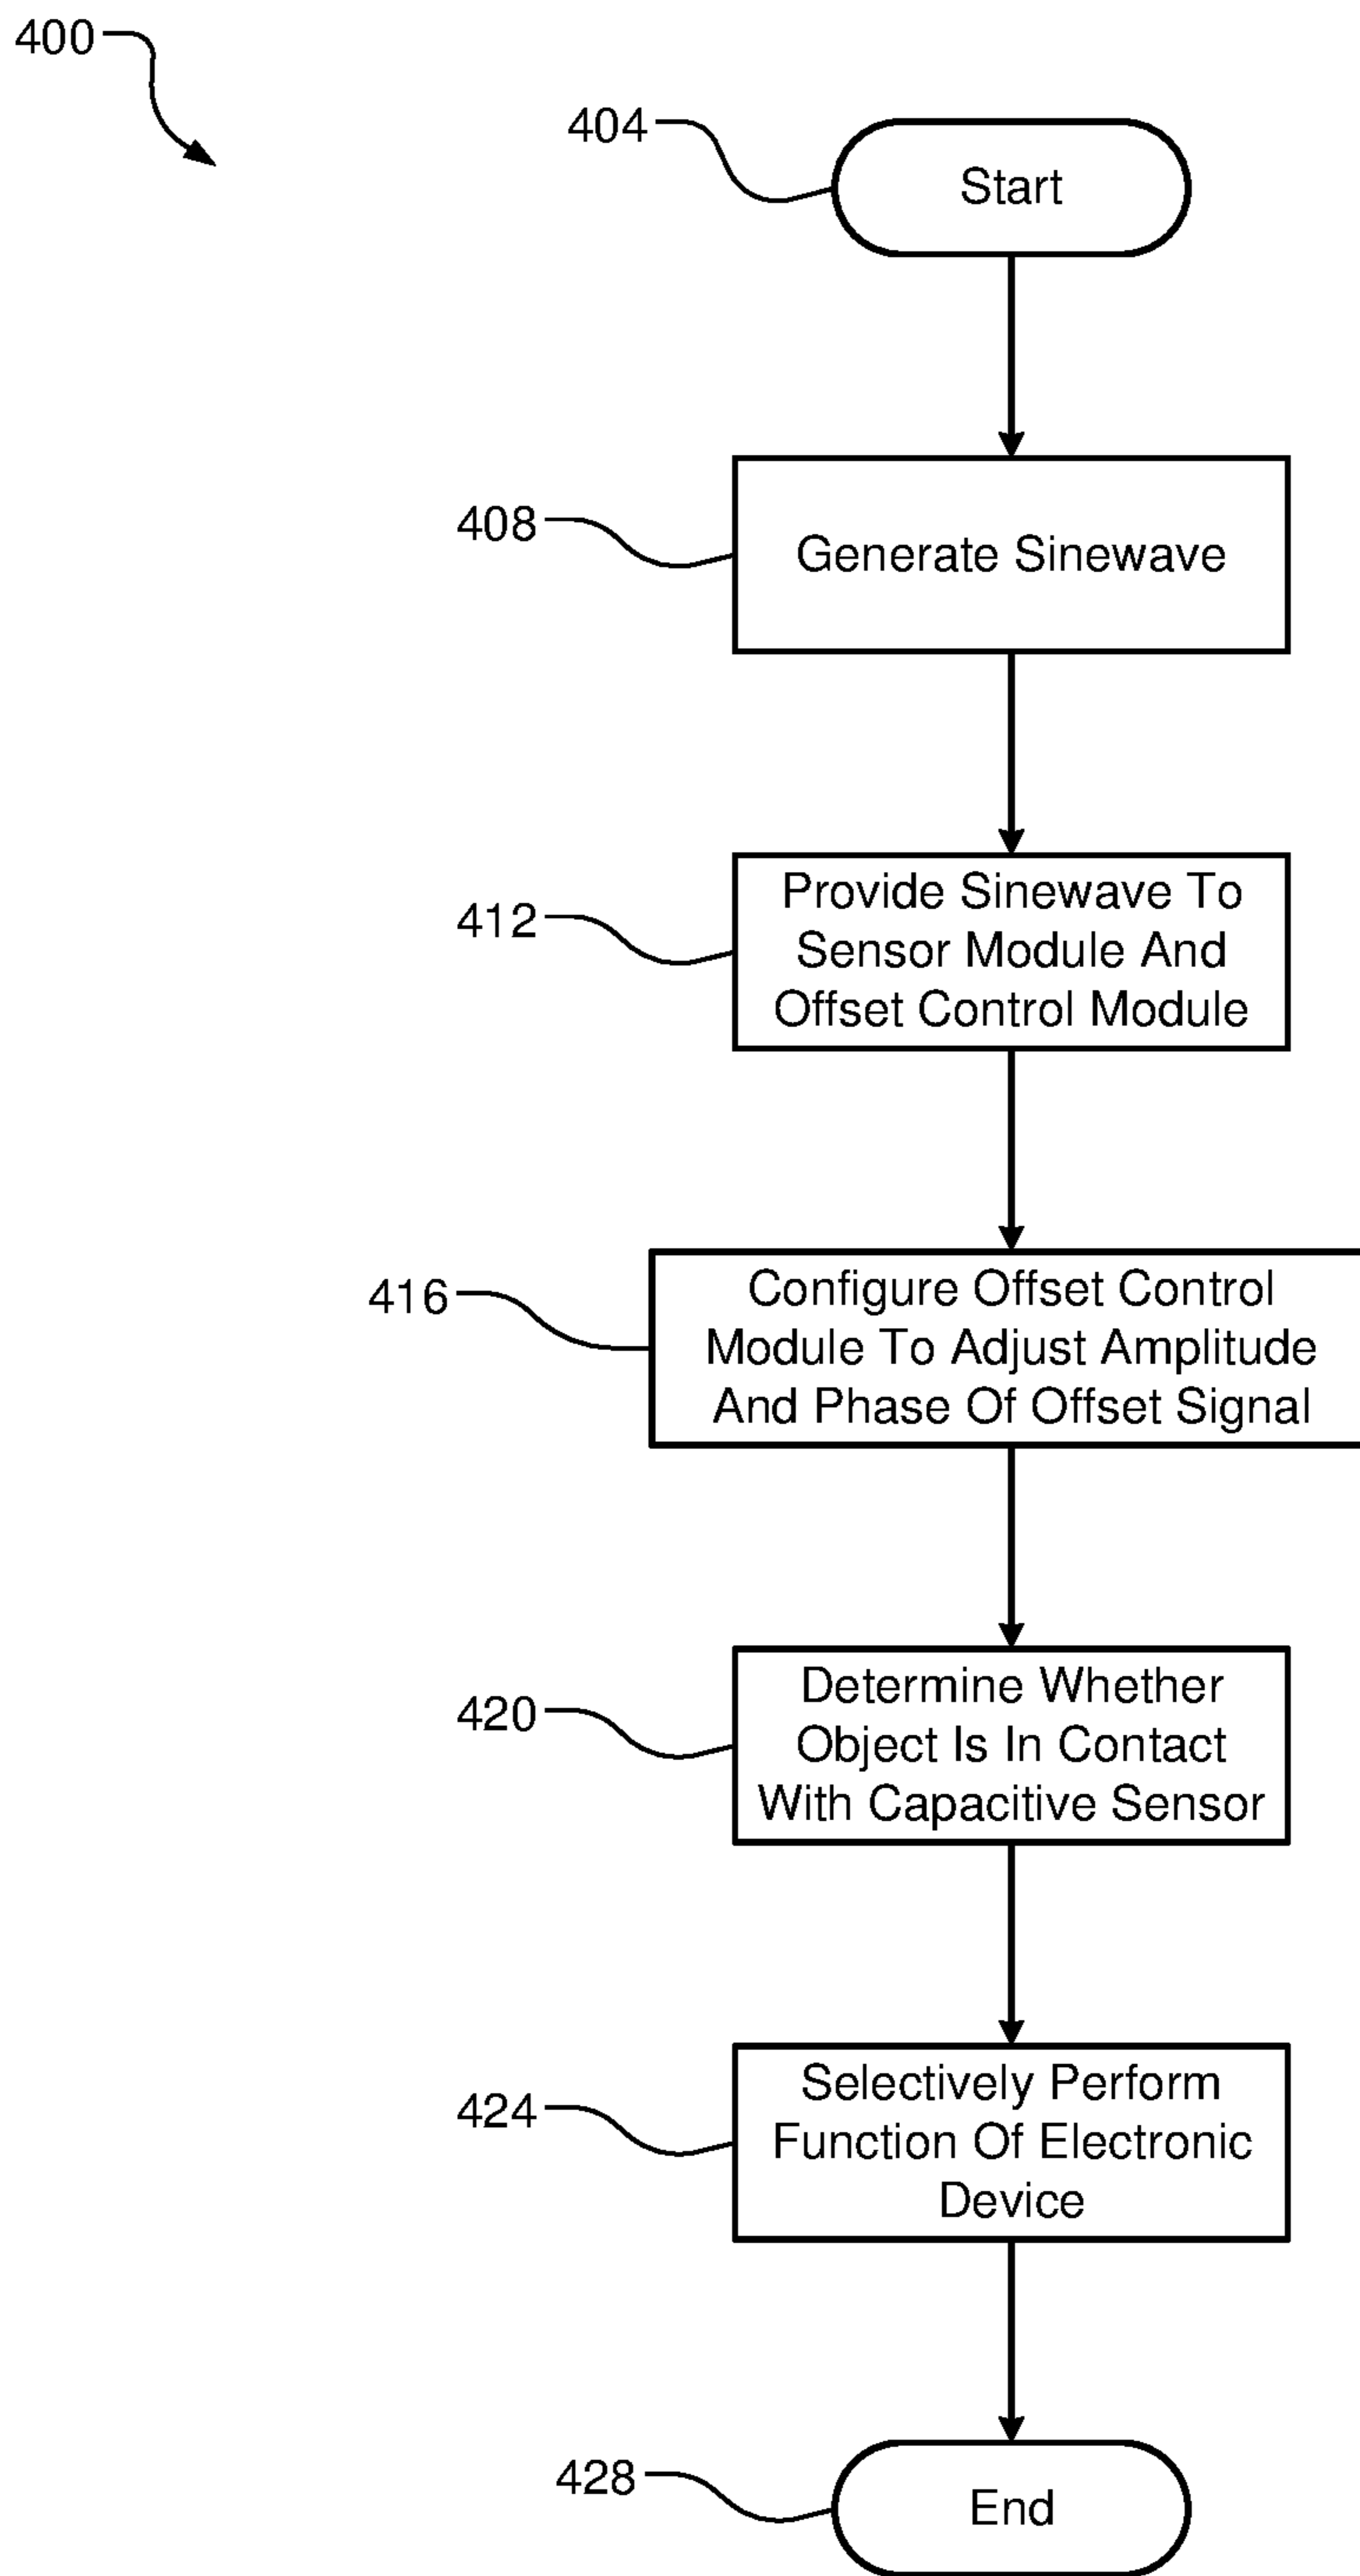 400
404
Start
408
Generate Sinewave
412
Provide Sinewave To
Sensor Module And
Offset Control Module
416
Configure Offset Control
Module To Adjust Amplitude
And Phase Of Offset Signal
420
Determine Whether
Object Is In Contact
With Capacitive Sensor
424
Selectively Perform
Function Of Electronic
Device
428
End